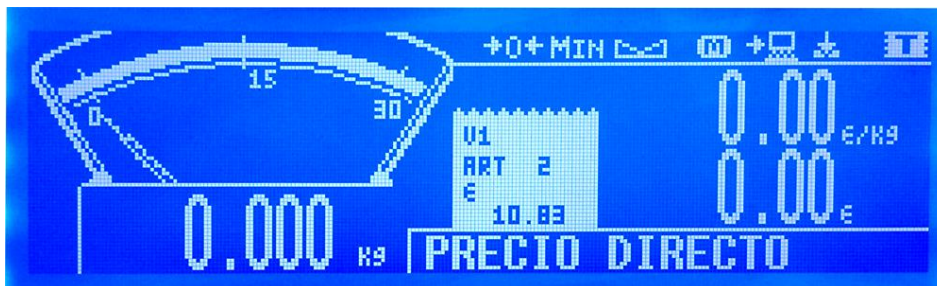 →0← MIN N → T
15
0 30
0.00 €/Kg
V1
ART 2
€
10.83
0.00 €
0.000 Kg
PRECIO DIRECTO